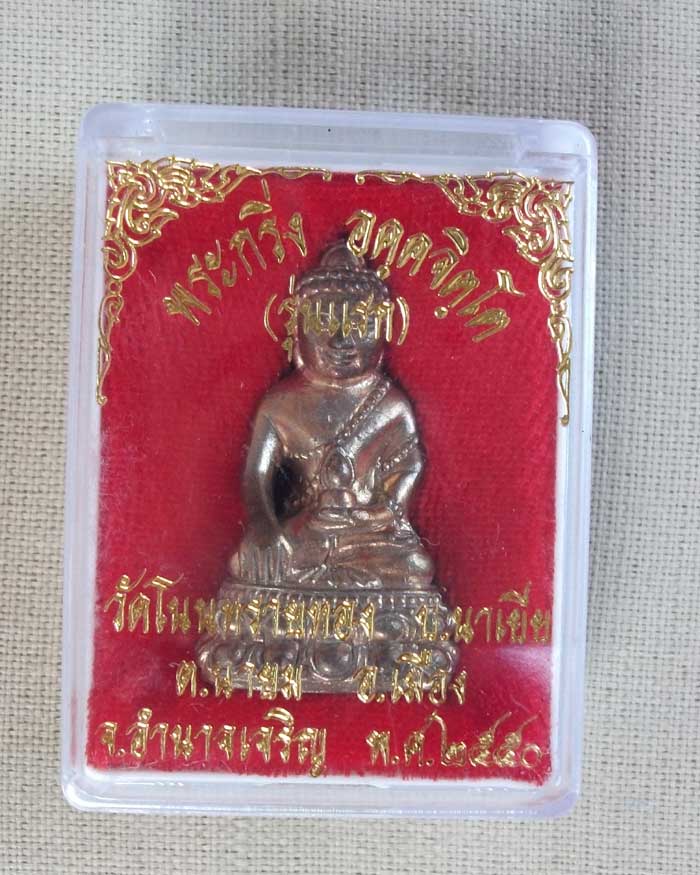 พระกริ่ง อคฺคจิตฺโต
(รุ่นแรก)
วัดโนนทรายทอง บ.นาเยีย
ต.นายม อ.เมือง
จ.อำนาจเจริญ พ.ศ.๒๕๕๐